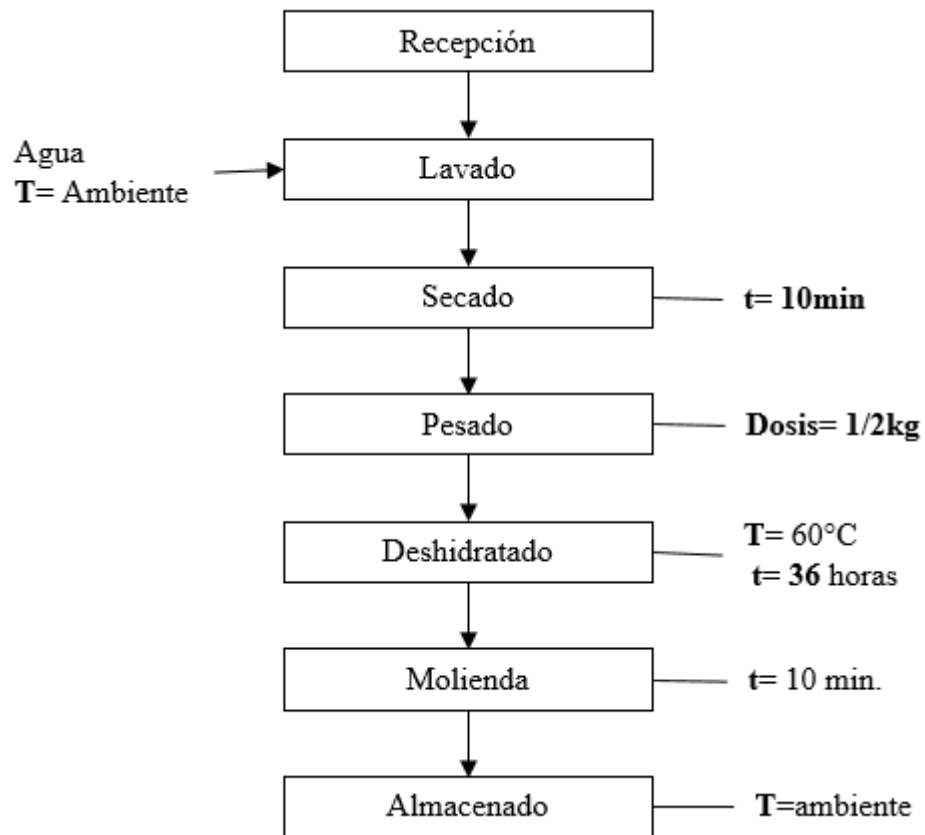 Recepción
Agua
T= Ambiente
Lavado
Secado
t= 10min
Pesado
Dosis= 1/2kg
Deshidratado
T= 60°C
t= 36 horas
Molienda
t= 10 min.
Almacenado
T=ambiente